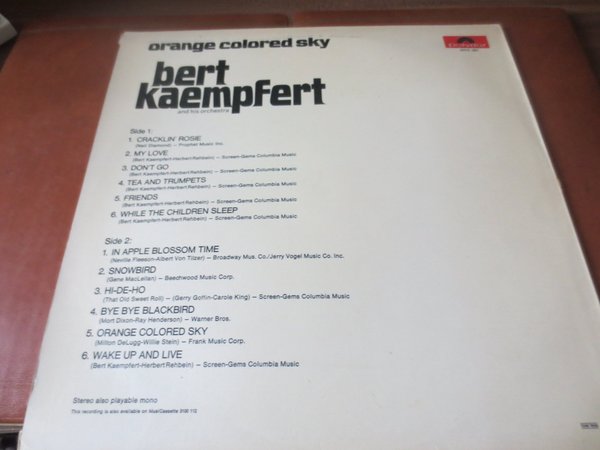 orange colored sky
Polydor
bert
kaempfert
and his orchestra
Side 1:
1. CRACKLIN' ROSIE
(Neil Diamond) – Prophet Music Inc.
2. MY LOVE
(Bert Kaempfert-Herbert Rehbein) – Screen-Gems Columbia Music
3. DON'T GO
(Bert Kaempfert-Herbert Rehbein) – Screen-Gems Columbia Music
4. TEA AND TRUMPETS
(Bert Kaempfert-Herbert Rehbein) – Screen-Gems Columbia Music
5. FRIENDS
(Bert Kaempfert-Herbert Rehbein) – Screen-Gems Columbia Music
6. WHILE THE CHILDREN SLEEP
(Bert Kaempfert-Herbert Rehbein) – Screen-Gems Columbia Music
Side 2:
1. IN APPLE BLOSSOM TIME
(Neville Fleeson-Albert Von Tilzer) – Broadway Mus. Co./Jerry Vogel Music Co. Inc.
2. SNOWBIRD
(Gene MacLellan) – Beechwood Music Corp.
3. HI-DE-HO
(That Old Sweet Roll) – (Gerry Goffin-Carole King) – Screen-Gems Columbia Music
4. BYE BYE BLACKBIRD
(Mort Dixon-Ray Henderson) – Warner Bros.
5. ORANGE COLORED SKY
(Milton DeLugg-Willie Stein) – Frank Music Corp.
6. WAKE UP AND LIVE
(Bert Kaempfert-Herbert Rehbein) – Screen-Gems Columbia Music
Stereo also playable mono
This recording is also available on MusiCassette 3100 112